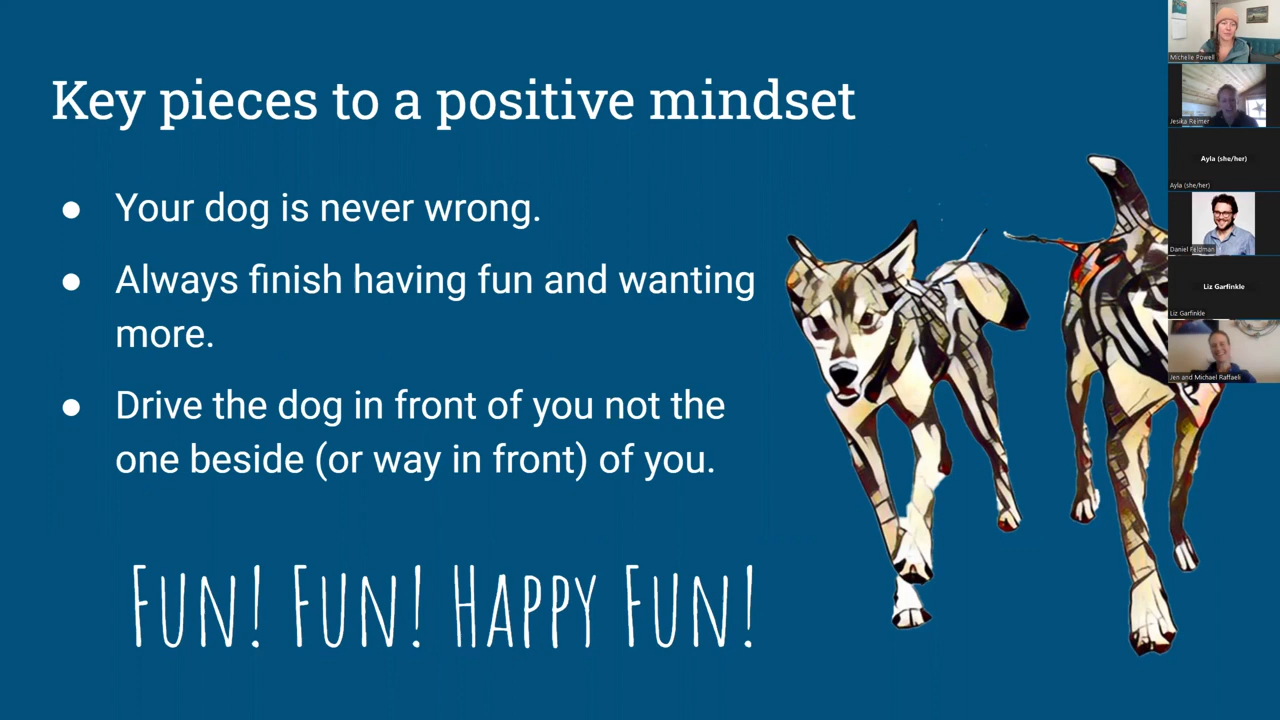 Key pieces to a positive mindset
● Your dog is never wrong.
● Always finish having fun and wanting
more.
● Drive the dog in front of you not the
one beside (or way in front) of you.
Fun! Fun! Happy Fun!
Michelle Powell
Jesika Reimer
Ayla (she/her)
Ayla (she/her)
Daniel Feldman
Liz Garfinkle
Liz Garfinkle
Jen and Michael Raffaeli